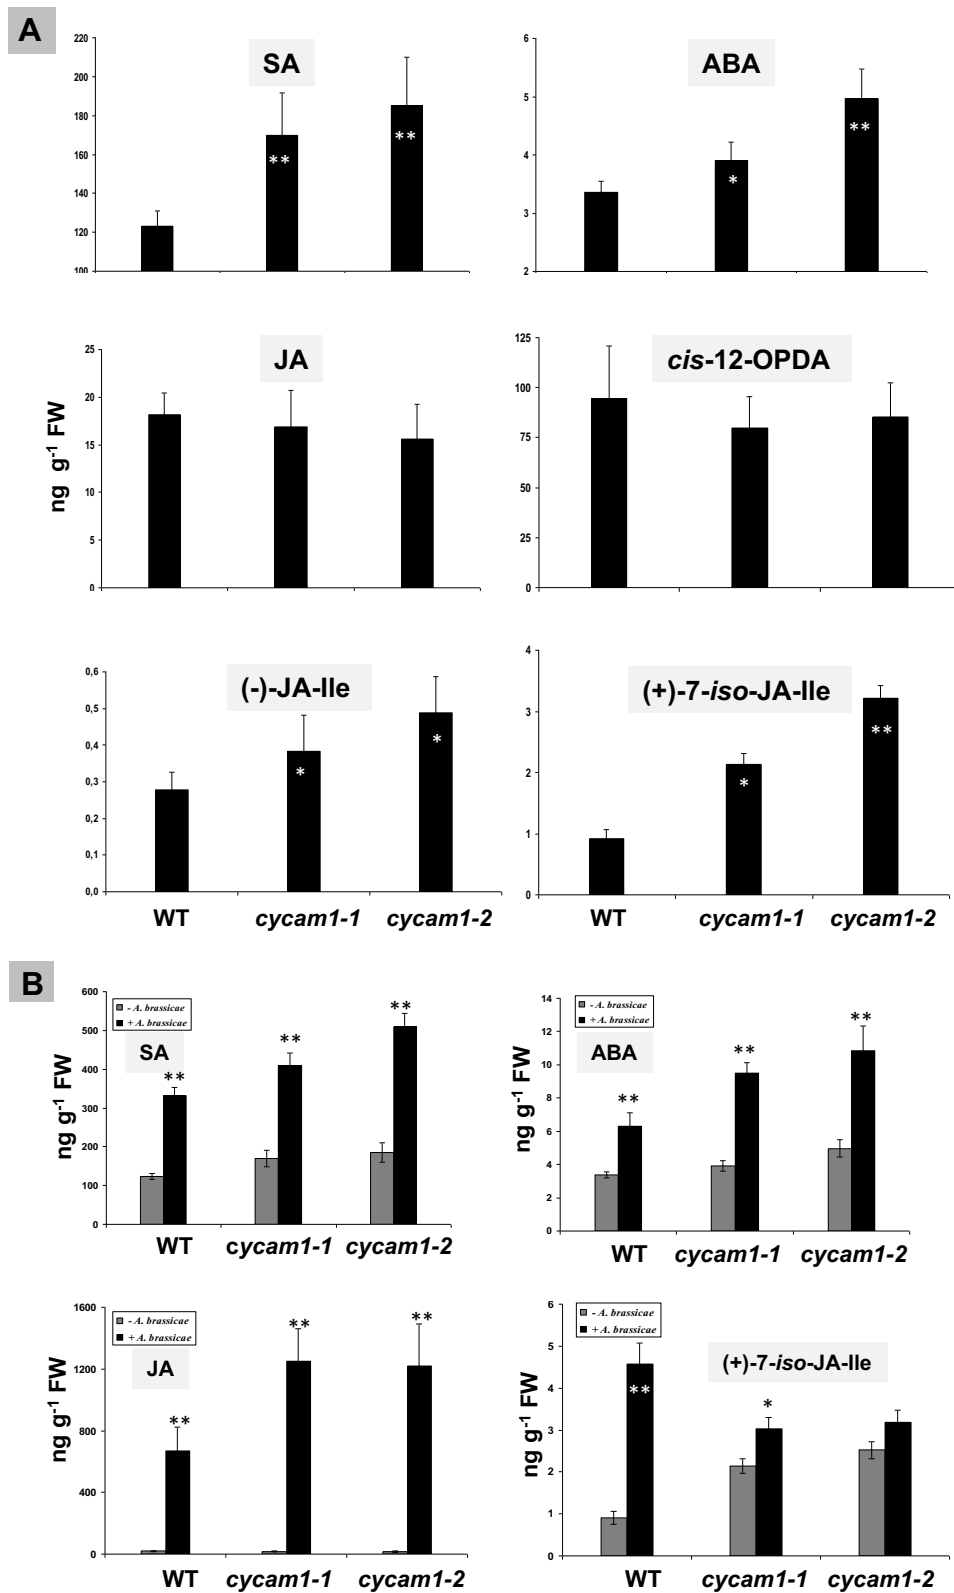 A
SA
220
200
180
160
140
120
100
**
**
ABA
6
5
4
3
2
*
**
JA
25
20
15
10
5
0
ng g-1 FW
cis-12-OPDA
125
100
75
50
25
0
(-)-JA-Ile
0,6
0,5
0,4
0,3
0,2
0,1
0,0
*
*
WT cycam1-1 cycam1-2
(+)-7-iso-JA-Ile
4
3
2
1
0
*
**
WT cycam1-1 cycam1-2
B
600
500
400
300
200
100
0
- A. brassicae
+ A. brassicae
SA
ng g-1 FW
**
**
**
WT cycam1-1 cycam1-2
14
12
10
8
6
4
2
0
- A. brassicae
+ A. brassicae
ABA
ng g-1 FW
**
**
**
WT cycam1-1 cycam1-2
1600
1200
800
400
0
- A. brassicae
+ A. brassicae
JA
ng g-1 FW
**
**
**
WT cycam1-1 cycam1-2
6
5
4
3
2
1
0
- A. brassicae
+ A. brassicae
(+)-7-iso-JA-Ile
ng g-1 FW
**
*
WT cycam1-1 cycam1-2